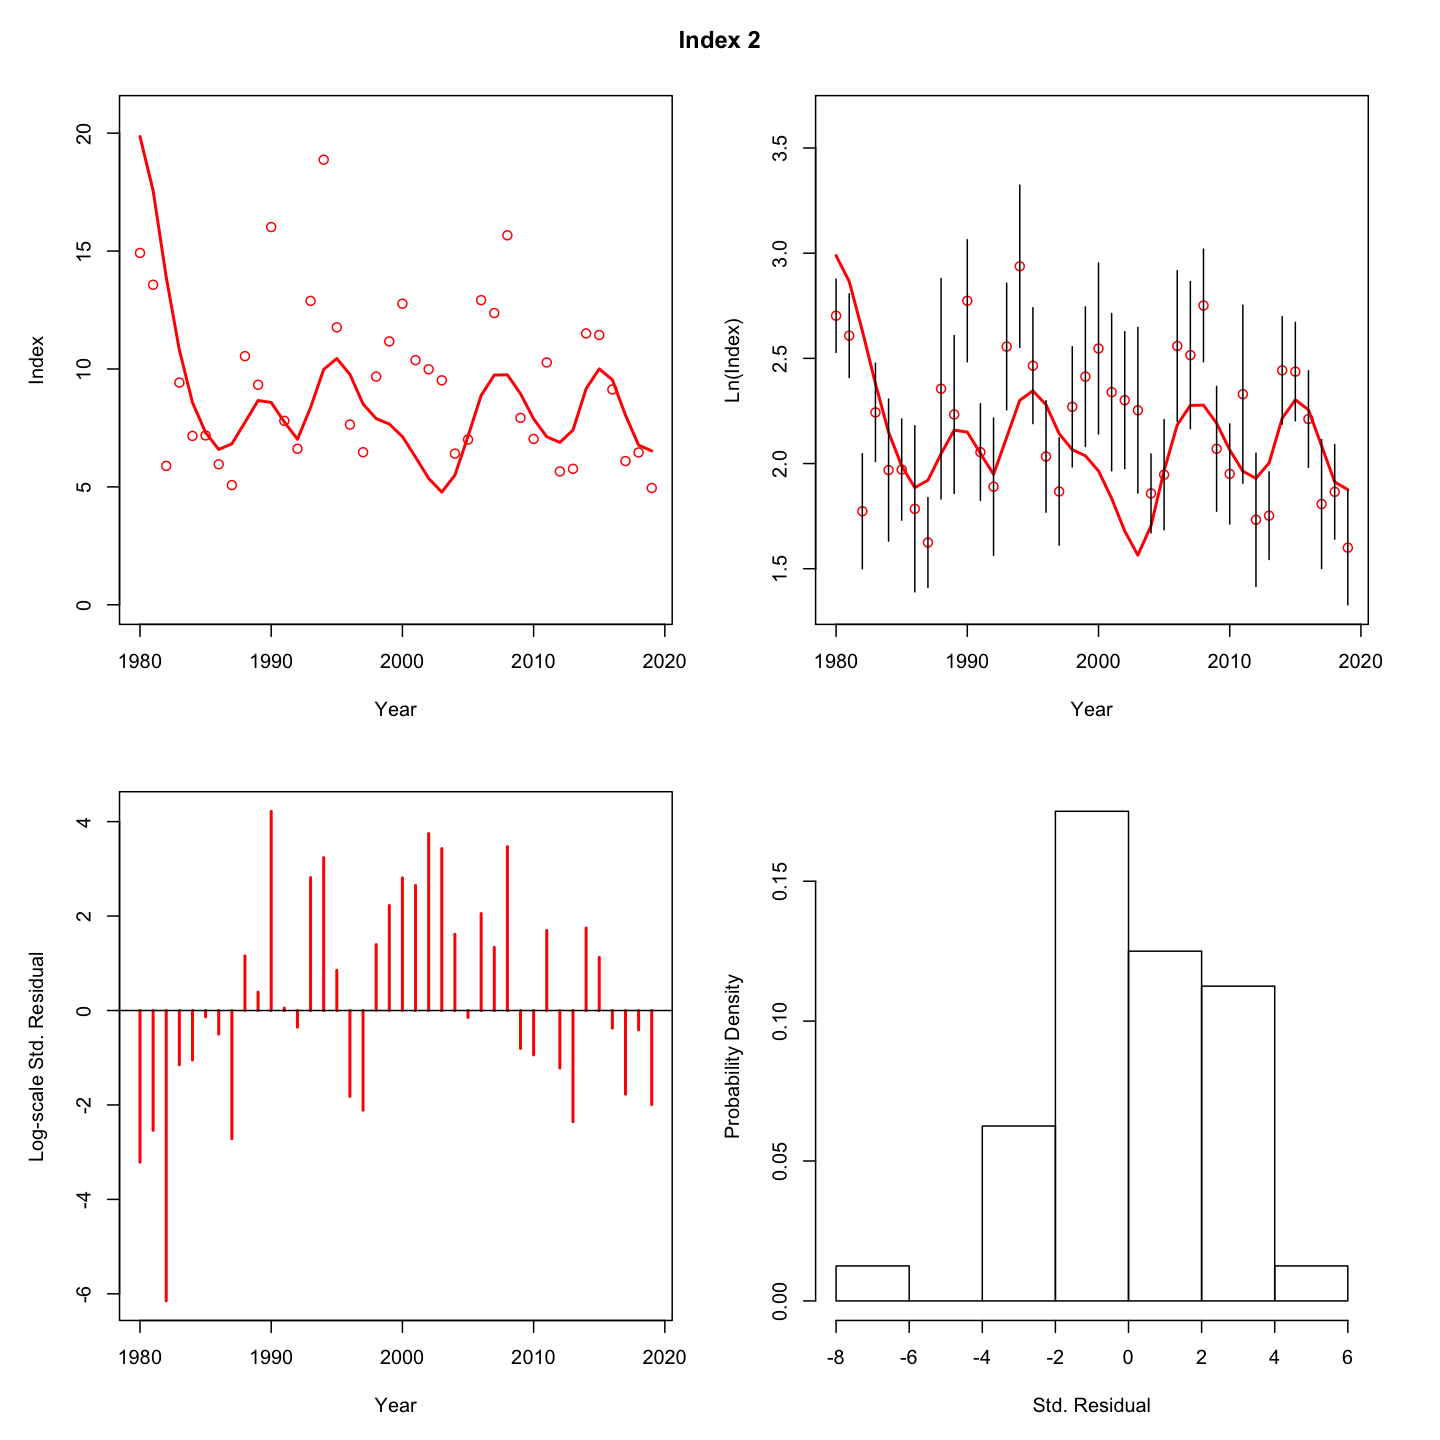 Index 2
Index
20
15
10
5
0
1980 1990 2000 2010 2020
Year
Ln(Index)
3.5
3.0
2.5
2.0
1.5
1980 1990 2000 2010 2020
Year
Log-scale Std. Residual
4
2
0
-2
-4
-6
1980 1990 2000 2010 2020
Year
Probability Density
0.15
0.10
0.05
0.00
-8 -6 -4 -2 0 2 4 6
Std. Residual